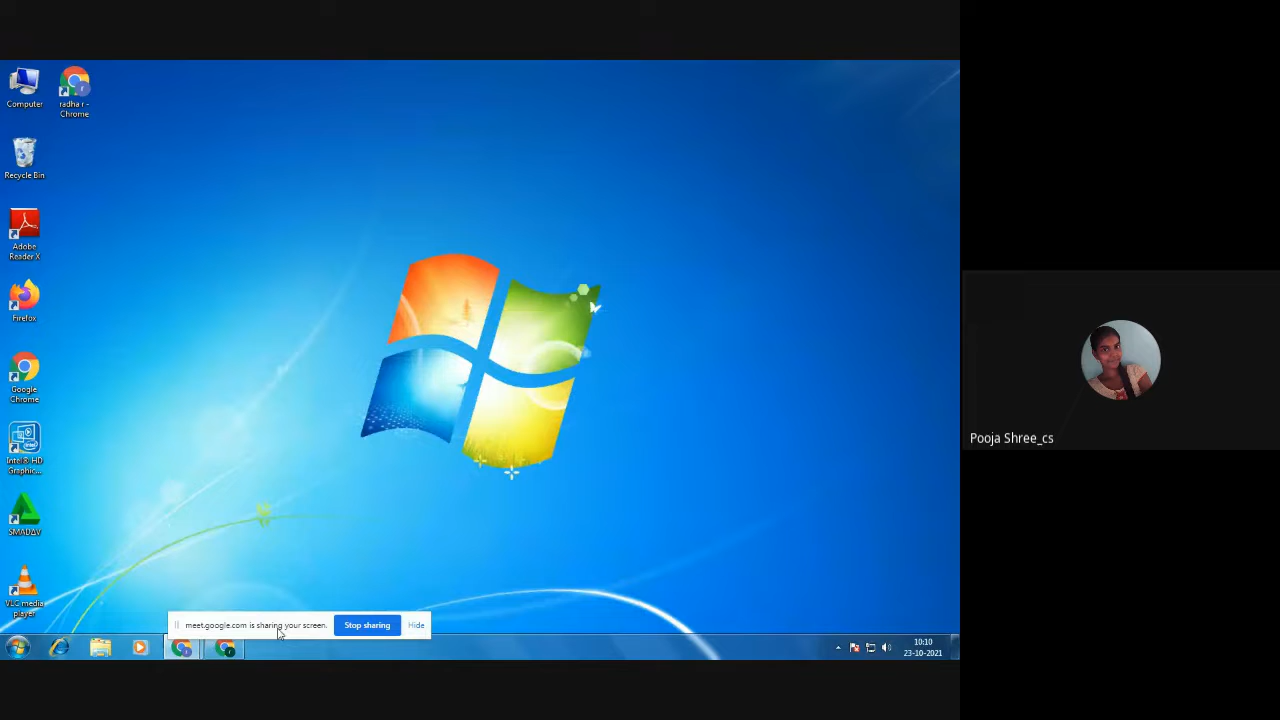 Computer
radha r -
Chrome
Recycle Bin
Adobe
Reader X
Firefox
Google
Chrome
Intel® HD
Graphic...
SMADAV
VLC media
player
meet.google.com is sharing your screen.
Stop sharing
Hide
10:10
23-10-2021
Pooja Shree_cs